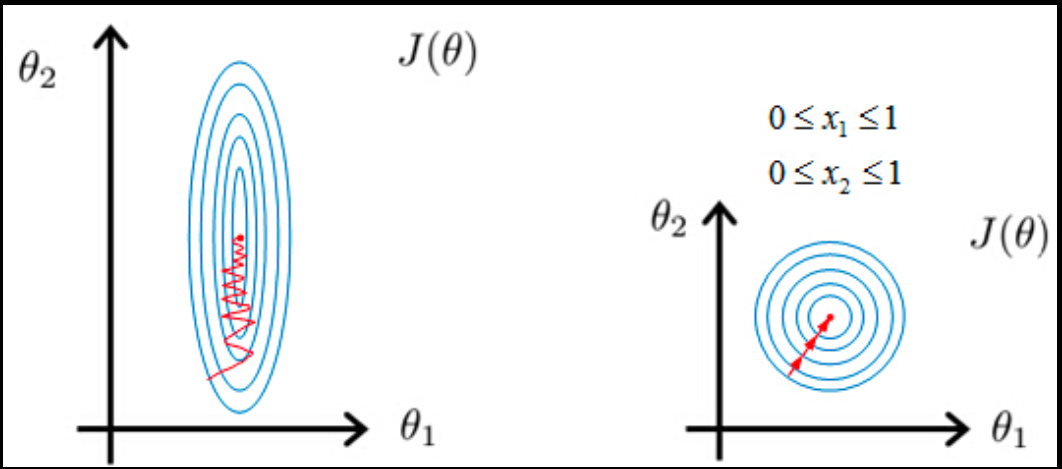 θ₂
J(θ)
θ₁
0 ≤ x₁ ≤ 1
0 ≤ x₂ ≤ 1
θ₂
J(θ)
θ₁